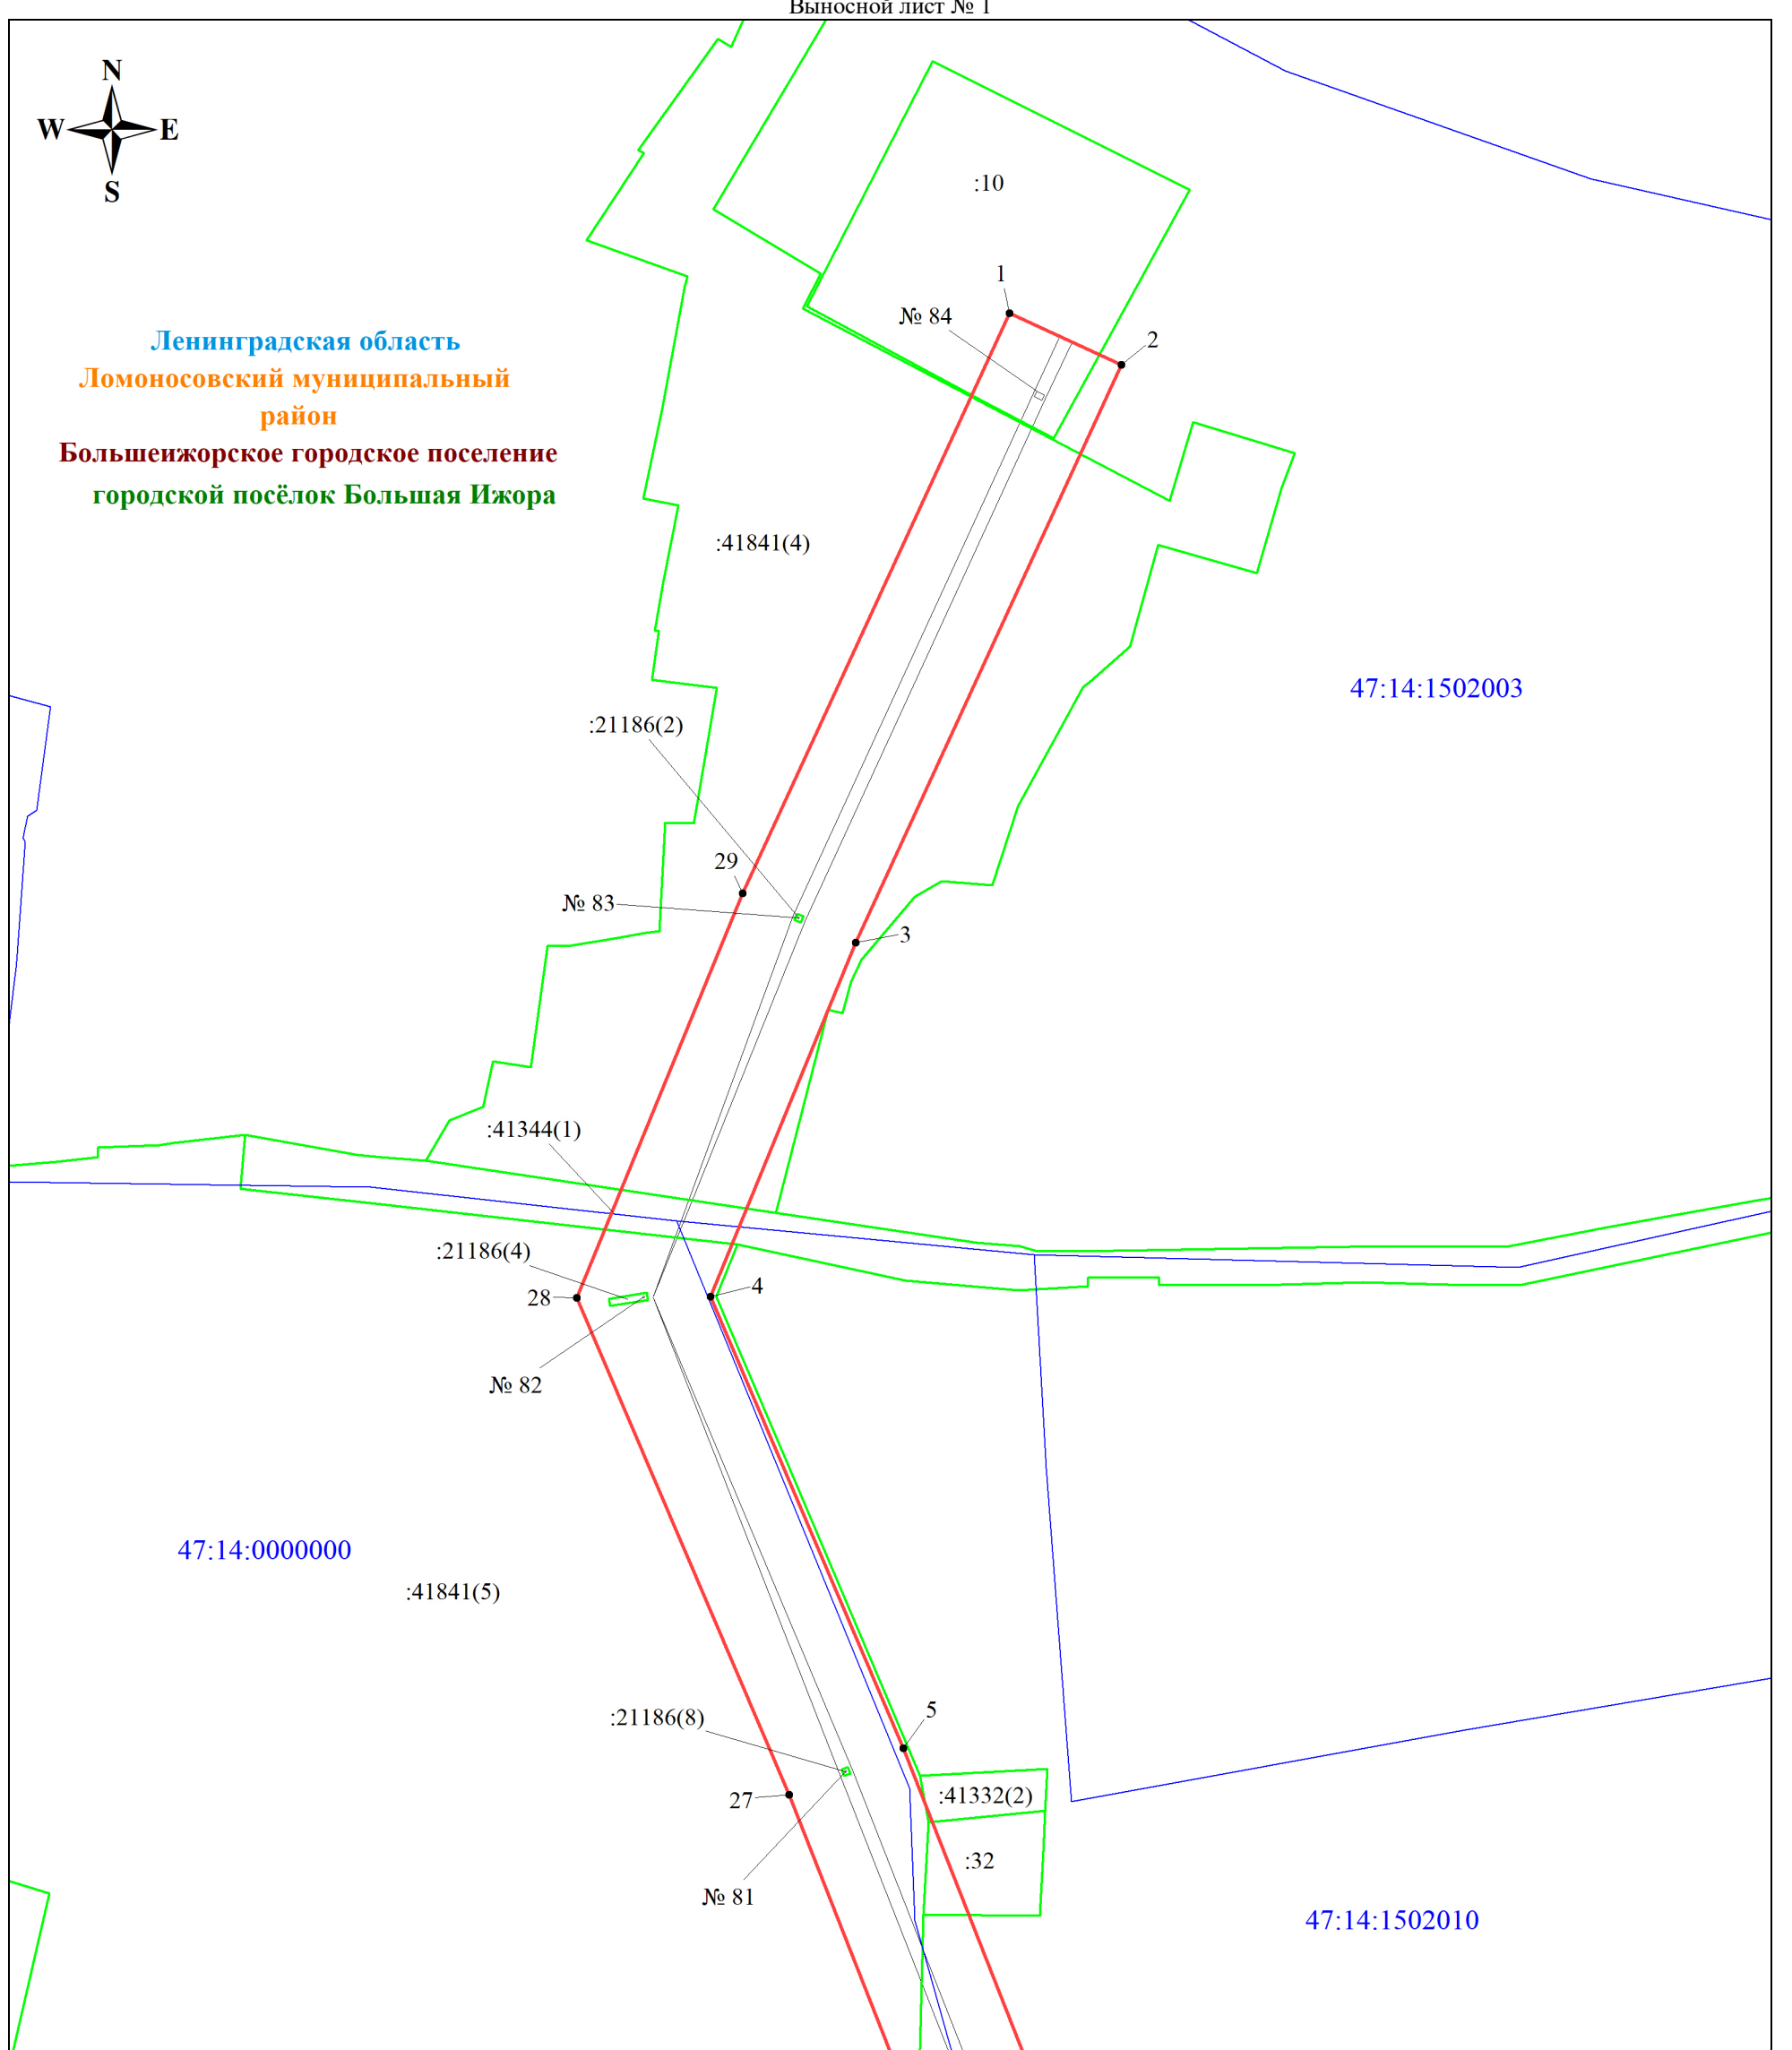 Выносной лист № 1
N
W E
S
:10
1
№ 84
2
Ленинградская область
Ломоносовский муниципальный
район
Большеижорское городское поселение
городской посёлок Большая Ижора
:41841(4)
47:14:1502003
:21186(2)
29
№ 83
3
:41344(1)
:21186(4)
28
4
№ 82
47:14:0000000
:41841(5)
5
:21186(8)
27
:41332(2)
:32
№ 81
47:14:1502010